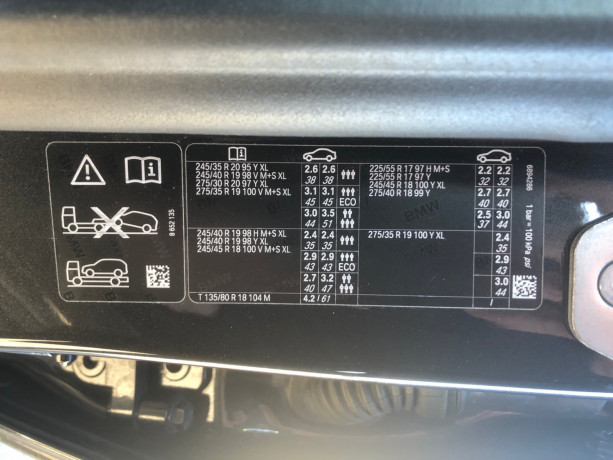 245/35 R 20 95 Y XL
245/40 R 19 98 V M+S XL
275/30 R 20 97 Y XL
275/35 R 19 100 V M+S XL
2.6 2.6
38 38
3.1 3.1
45 45
ECO
3.0 3.5
44 51
225/55 R 17 97 H M+S
225/55 R 17 97 Y
245/45 R 18 100 Y XL
275/40 R 18 99 Y
2.2 2.2
32 32
2.7 2.7
40 40
2.5 3.0
37 44
245/40 R 19 98 H M+S XL
245/40 R 19 98 Y XL
245/45 R 18 100 V M+S XL
2.4 2.4
35 35
2.9 2.9
43 43
ECO
2.7 3.2
40 47
275/35 R 19 100 Y XL
2.4
35
2.9
43
3.0
44
T 135/80 R 18 104 M
4.2 / 61
/
8 652 135
6894286
1 bar = 100 kPa psi
BMW